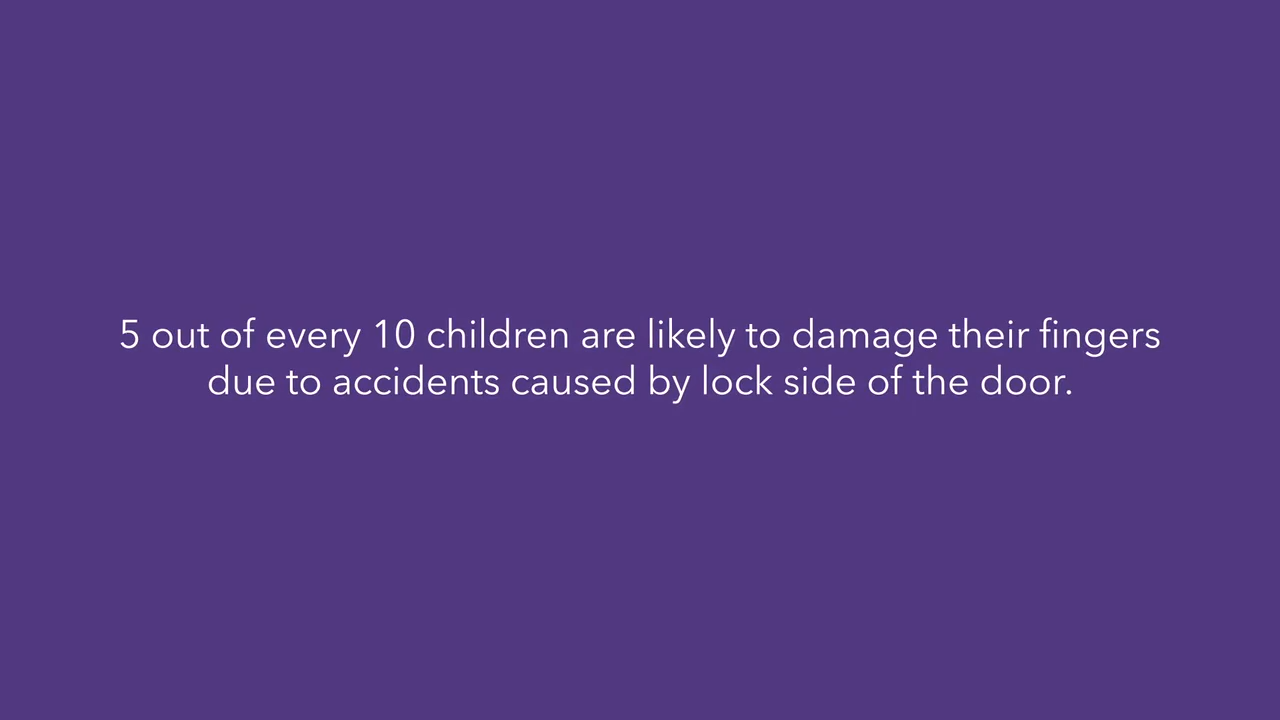 5 out of every 10 children are likely to damage their fingers
due to accidents caused by lock side of the door.